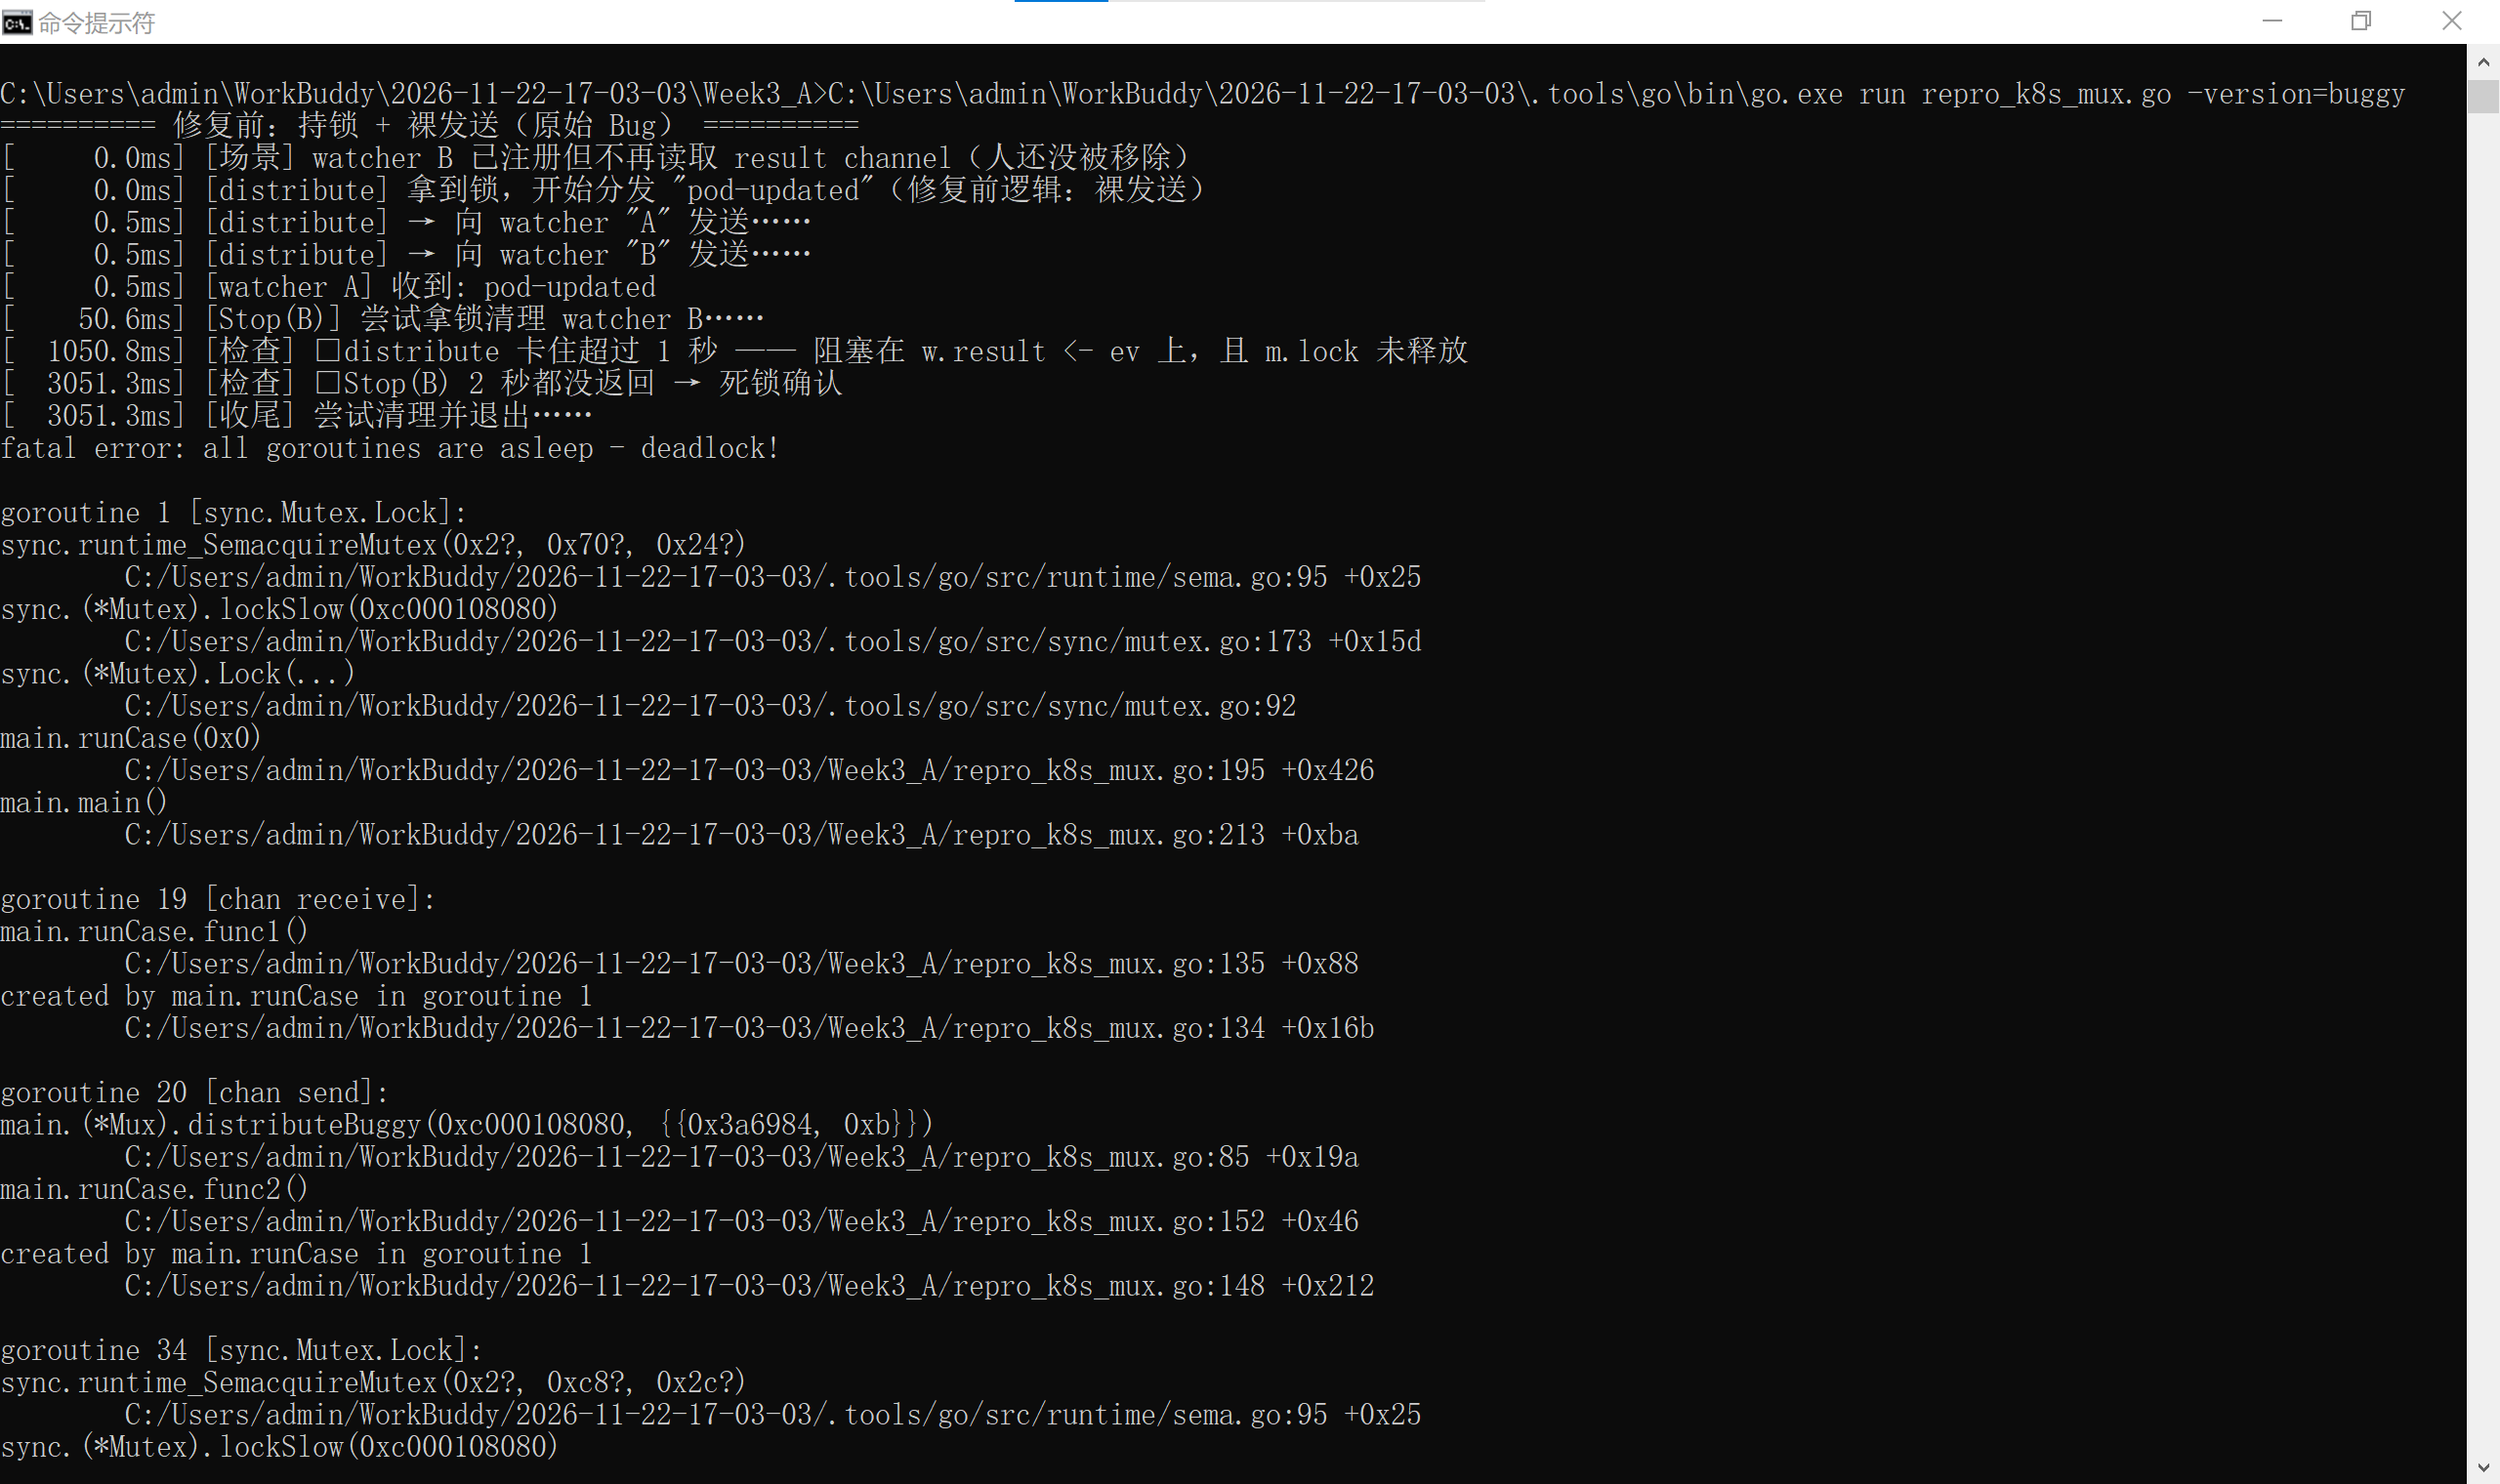 命令提示符
C:\Users\admin\WorkBuddy\2026-11-22-17-03-03\Week3_A>C:\Users\admin\WorkBuddy\2026-11-22-17-03-03\.tools\go\bin\go.exe run repro_k8s_mux.go -version=buggy
========== 修复前：持锁 + 裸发送（原始 Bug） ==========
[     0.0ms] [场景] watcher B 已注册但不再读取 result channel（人还没被移除）
[     0.0ms] [distribute] 拿到锁，开始分发 "pod-updated"（修复前逻辑：裸发送）
[     0.5ms] [distribute] → 向 watcher "A" 发送……
[     0.5ms] [distribute] → 向 watcher "B" 发送……
[     0.5ms] [watcher A] 收到: pod-updated
[    50.6ms] [Stop(B)] 尝试拿锁清理 watcher B……
[  1050.8ms] [检查] □distribute 卡住超过 1 秒 —— 阻塞在 w.result <- ev 上，且 m.lock 未释放
[  3051.3ms] [检查] □Stop(B) 2 秒都没返回 → 死锁确认
[  3051.3ms] [收尾] 尝试清理并退出……
fatal error: all goroutines are asleep - deadlock!
goroutine 1 [sync.Mutex.Lock]:
sync.runtime_SemacquireMutex(0x2?, 0x70?, 0x24?)
        C:/Users/admin/WorkBuddy/2026-11-22-17-03-03/.tools/go/src/runtime/sema.go:95 +0x25
sync.(*Mutex).lockSlow(0xc000108080)
        C:/Users/admin/WorkBuddy/2026-11-22-17-03-03/.tools/go/src/sync/mutex.go:173 +0x15d
sync.(*Mutex).Lock(...)
        C:/Users/admin/WorkBuddy/2026-11-22-17-03-03/.tools/go/src/sync/mutex.go:92
main.runCase(0x0)
        C:/Users/admin/WorkBuddy/2026-11-22-17-03-03/Week3_A/repro_k8s_mux.go:195 +0x426
main.main()
        C:/Users/admin/WorkBuddy/2026-11-22-17-03-03/Week3_A/repro_k8s_mux.go:213 +0xba
goroutine 19 [chan receive]:
main.runCase.func1()
        C:/Users/admin/WorkBuddy/2026-11-22-17-03-03/Week3_A/repro_k8s_mux.go:135 +0x88
created by main.runCase in goroutine 1
        C:/Users/admin/WorkBuddy/2026-11-22-17-03-03/Week3_A/repro_k8s_mux.go:134 +0x16b
goroutine 20 [chan send]:
main.(*Mux).distributeBuggy(0xc000108080, {{0x3a6984, 0xb}})
        C:/Users/admin/WorkBuddy/2026-11-22-17-03-03/Week3_A/repro_k8s_mux.go:85 +0x19a
main.runCase.func2()
        C:/Users/admin/WorkBuddy/2026-11-22-17-03-03/Week3_A/repro_k8s_mux.go:152 +0x46
created by main.runCase in goroutine 1
        C:/Users/admin/WorkBuddy/2026-11-22-17-03-03/Week3_A/repro_k8s_mux.go:148 +0x212
goroutine 34 [sync.Mutex.Lock]:
sync.runtime_SemacquireMutex(0x2?, 0xc8?, 0x2c?)
        C:/Users/admin/WorkBuddy/2026-11-22-17-03-03/.tools/go/src/runtime/sema.go:95 +0x25
sync.(*Mutex).lockSlow(0xc000108080)